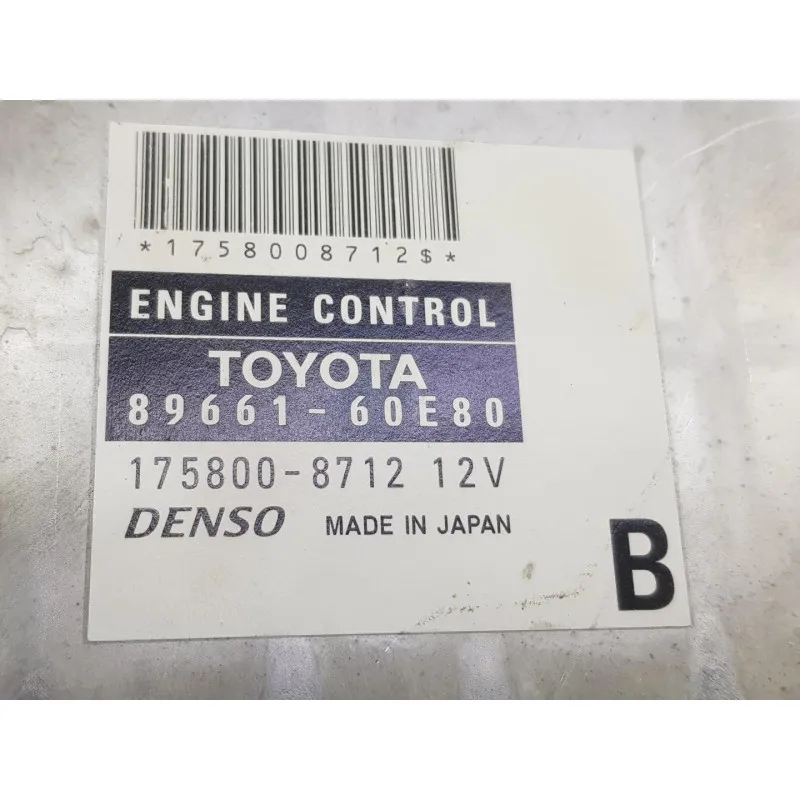 *1758008712$*
ENGINE CONTROL
TOYOTA
89661-60E80
175800-8712 12V
DENSO MADE IN JAPAN
B